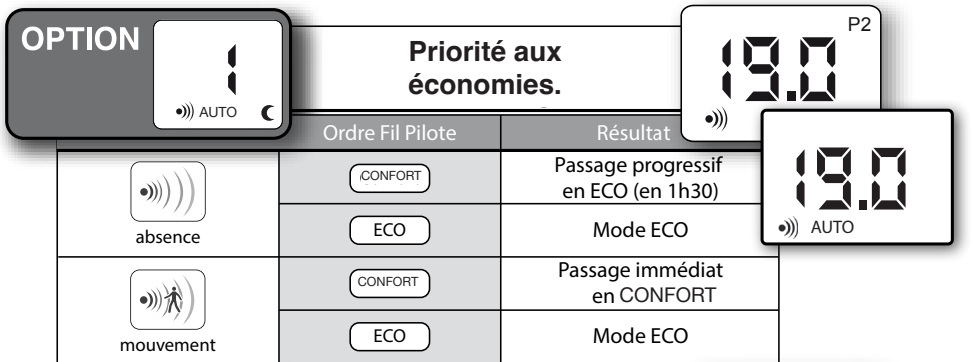 OPTION
1
AUTO
Priorité aux
économies.
P2
19.0
19.0
AUTO
Ordre Fil Pilote
Résultat
absence
CONFORT
Passage progressif
en ECO (en 1h30)
ECO
Mode ECO
mouvement
CONFORT
Passage immédiat
en CONFORT
ECO
Mode ECO